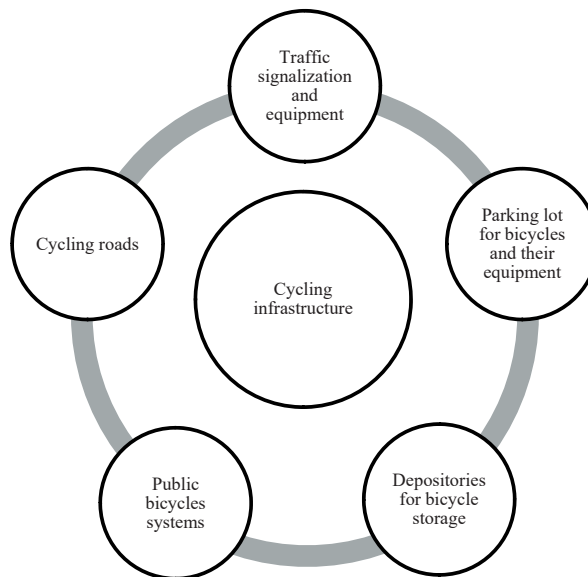 Traffic
signalization
and
equipment
Cycling roads
Parking lot
for bicycles
and their
equipment
Cycling
infrastructure
Public
bicycles
systems
Depositories
for bicycle
storage